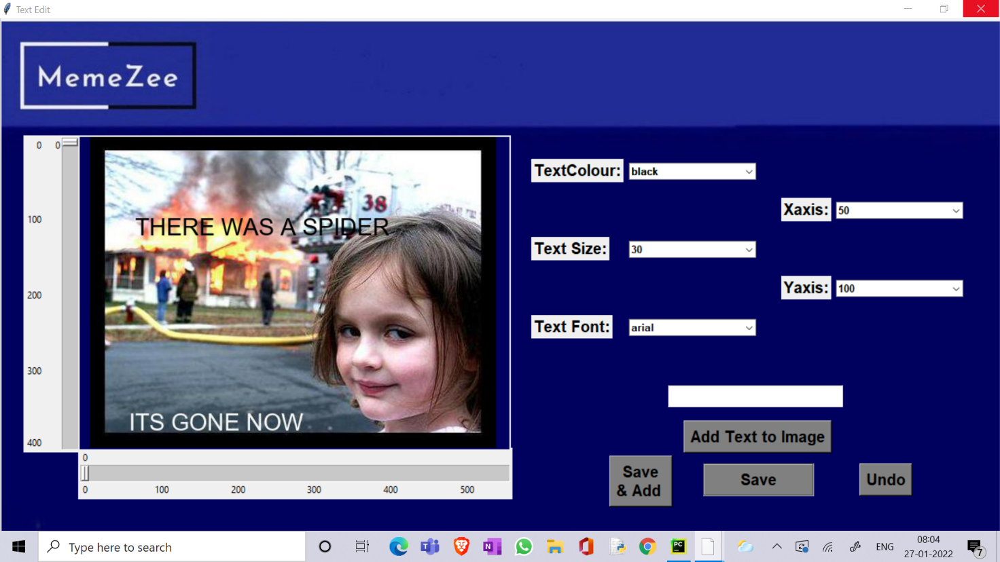 Text Edit
MemeZee
0 0
100
200
300
400
38
THERE WAS A SPIDER
ITS GONE NOW
0
0 100 200 300 400 500
TextColour: black
Xaxis: 50
Text Size: 30
Yaxis: 100
Text Font: arial
Add Text to Image
Save
& Add
Save
Undo
Type here to search
ENG
08:04
27-01-2022
7